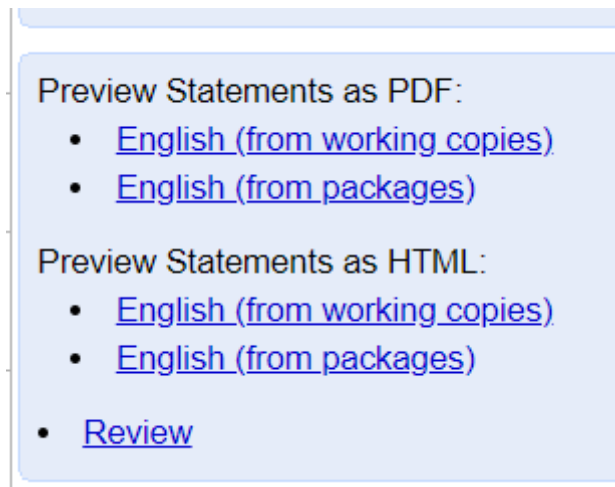 Preview Statements as PDF:
• English (from working copies)
• English (from packages)
Preview Statements as HTML:
• English (from working copies)
• English (from packages)
• Review